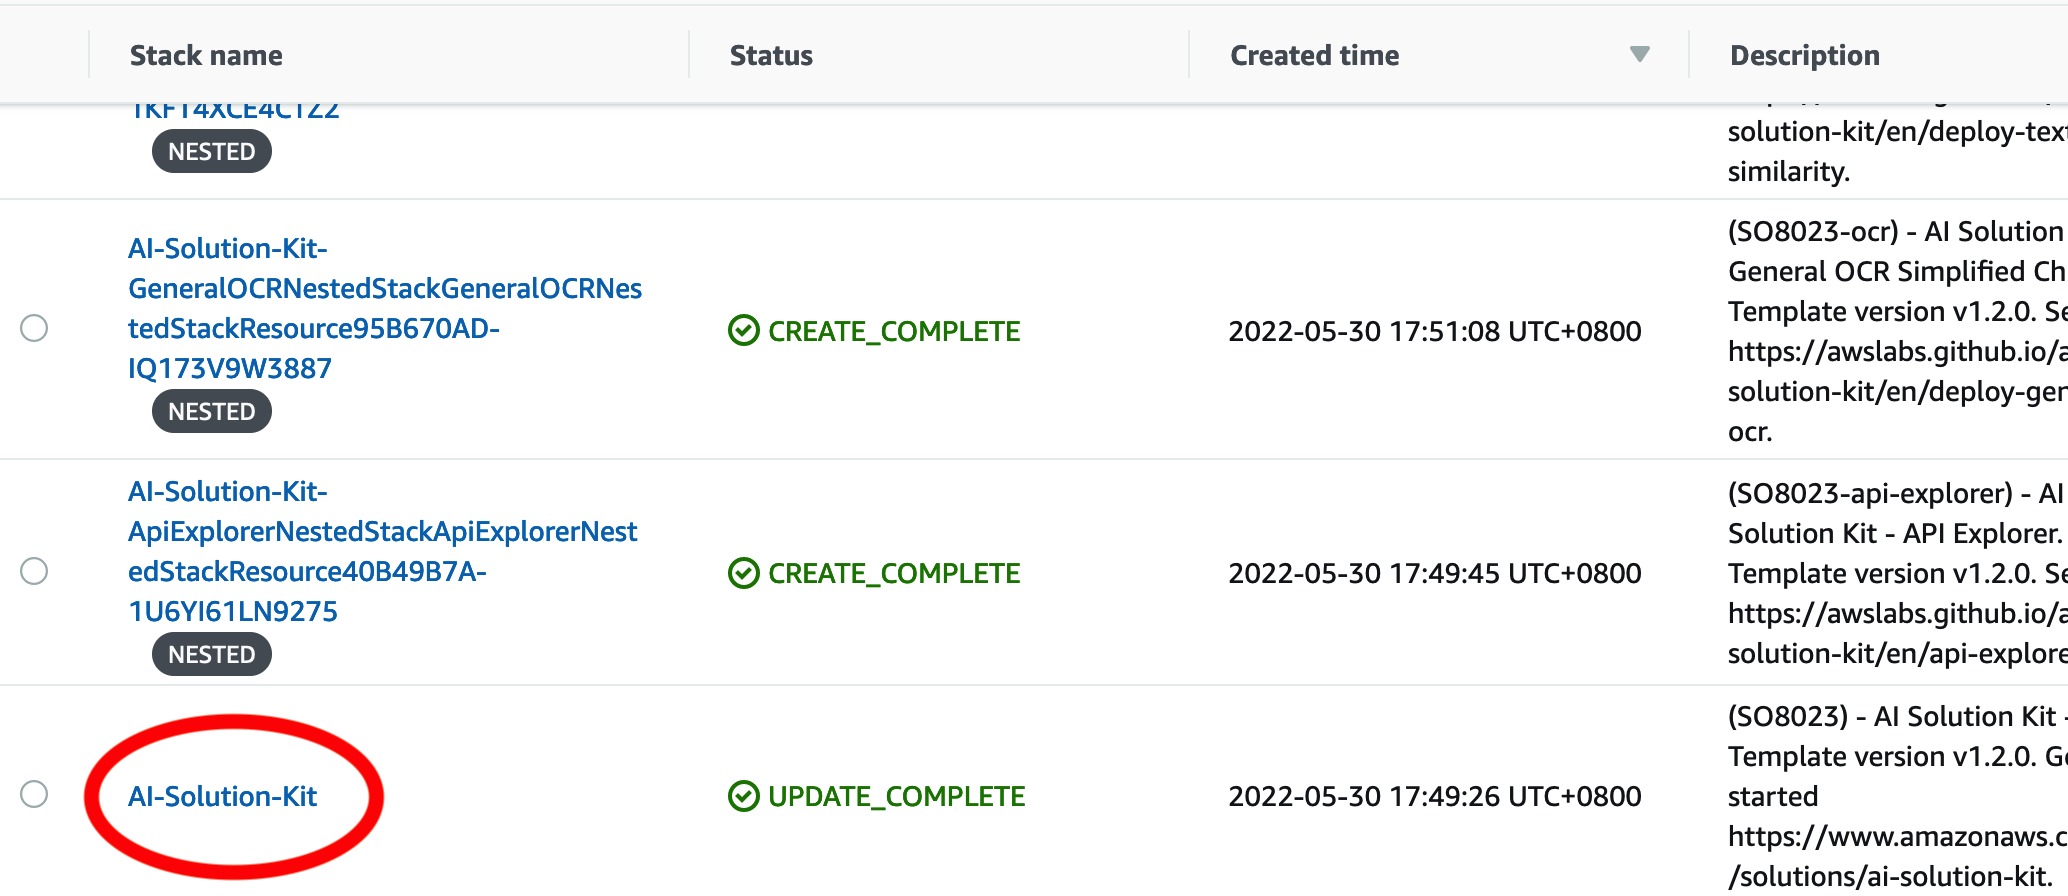 Stack name Status Created time Description
1KFT4XCE4CTZ2
NESTED
solution-kit/en/deploy-text
similarity.
AI-Solution-Kit-
GeneralOCRNestedStackGeneralOCRNes
tedStackResource95B670AD-
IQ173V9W3887
NESTED
CREATE_COMPLETE
2022-05-30 17:51:08 UTC+0800
(SO8023-ocr) - AI Solution
General OCR Simplified Ch
Template version v1.2.0. Se
https://awslabs.github.io/a
solution-kit/en/deploy-gen
ocr.
AI-Solution-Kit-
ApiExplorerNestedStackApiExplorerNest
edStackResource40B49B7A-
1U6YI61LN9275
NESTED
CREATE_COMPLETE
2022-05-30 17:49:45 UTC+0800
(SO8023-api-explorer) - AI
Solution Kit - API Explorer.
Template version v1.2.0. Se
https://awslabs.github.io/a
solution-kit/en/api-explore
AI-Solution-Kit
UPDATE_COMPLETE
2022-05-30 17:49:26 UTC+0800
(SO8023) - AI Solution Kit -
Template version v1.2.0. Ge
started
https://www.amazonaws.c
/solutions/ai-solution-kit.